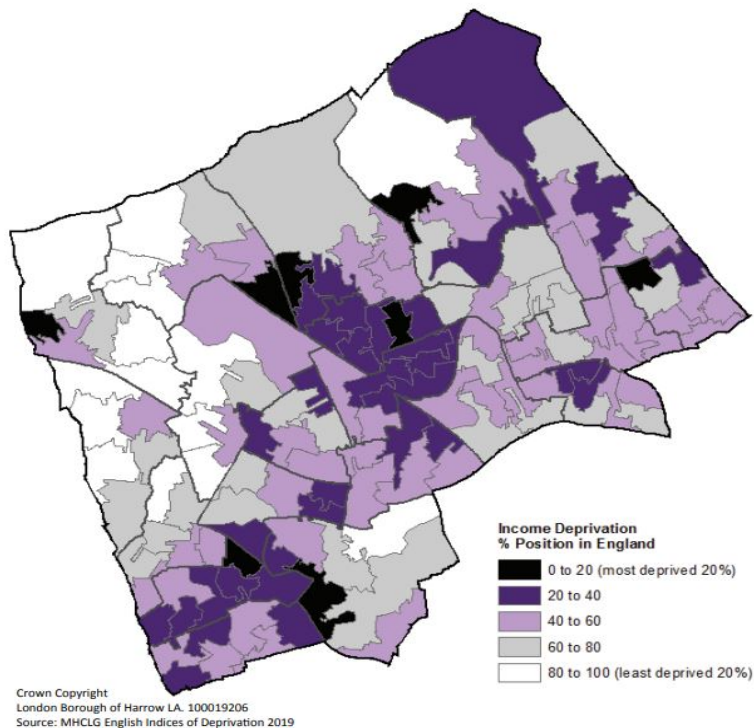 Income Deprivation
% Position in England
0 to 20 (most deprived 20%)
20 to 40
40 to 60
60 to 80
80 to 100 (least deprived 20%)
Crown Copyright
London Borough of Harrow LA. 100019206
Source: MHCLG English Indices of Deprivation 2019